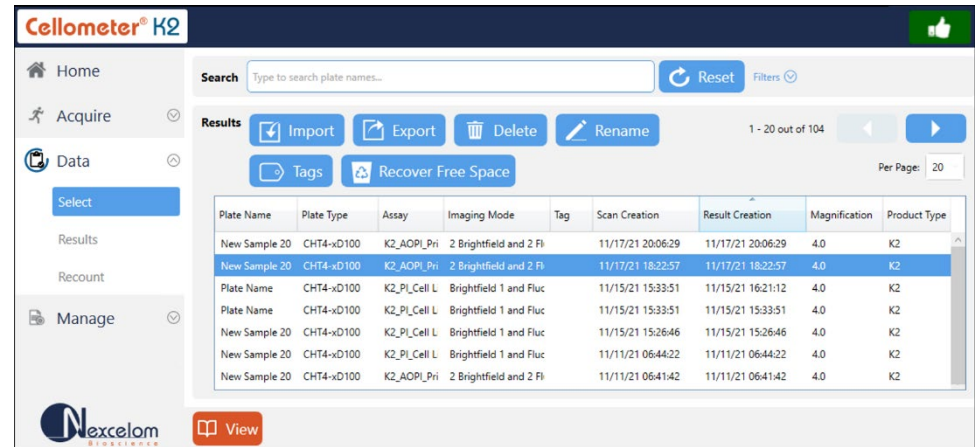 Cellometer® K2
Home
Acquire
Data
Select
Results
Recount
Manage
Nexcelom
Bioscience
Search Type to search plate names... Reset Filters
Results Import Export Delete Rename 1 - 20 out of 104
Tags Recover Free Space Per Page: 20
Plate Name Plate Type Assay Imaging Mode Tag Scan Creation Result Creation Magnification Product Type
New Sample 20 CHT4-xD100 K2_AOPI_Pri 2 Brightfield and 2 Fl 11/17/21 20:06:29 11/17/21 20:06:29 4.0 K2
New Sample 20 CHT4-xD100 K2_AOPI_Pri 2 Brightfield and 2 Fl 11/17/21 18:22:57 11/17/21 18:22:57 4.0 K2
Plate Name CHT4-xD100 K2_PI_Cell L Brightfield 1 and Fluc 11/15/21 15:33:51 11/15/21 16:21:12 4.0 K2
Plate Name CHT4-xD100 K2_PI_Cell L Brightfield 1 and Fluc 11/15/21 15:33:51 11/15/21 15:33:51 4.0 K2
New Sample 20 CHT4-xD100 K2_PI_Cell L Brightfield 1 and Fluc 11/15/21 15:26:46 11/15/21 15:26:46 4.0 K2
New Sample 20 CHT4-xD100 K2_PI_Cell L Brightfield 1 and Fluc 11/11/21 06:44:22 11/11/21 06:44:22 4.0 K2
New Sample 20 CHT4-xD100 K2_AOPI_Pri 2 Brightfield and 2 Fl 11/11/21 06:41:42 11/11/21 06:41:42 4.0 K2
View